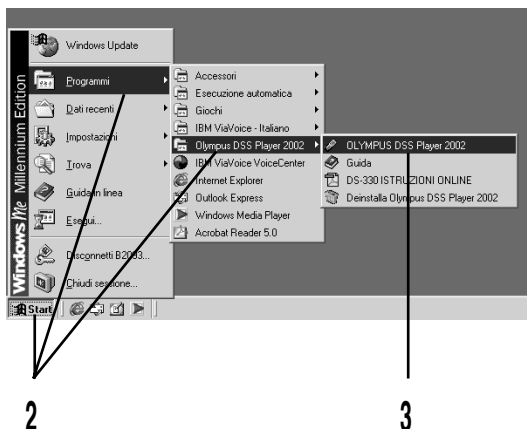 Windows Me Millennium Edition
Windows Update
Programmi
Dati recenti
Impostazioni
Trova
Guida in linea
Esegui...
Disconnetti B2003...
Chiudi sessione...
Start
Accessori
Esecuzione automatica
Giochi
IBM ViaVoice - Italiano
Olympus DSS Player 2002
IBM ViaVoice VoiceCenter
Internet Explorer
Outlook Express
Windows Media Player
Acrobat Reader 5.0
OLYMPUS DSS Player 2002
Guida
DS-330 ISTRUZIONI ONLINE
Deinstalla Olympus DSS Player 2002
2
3